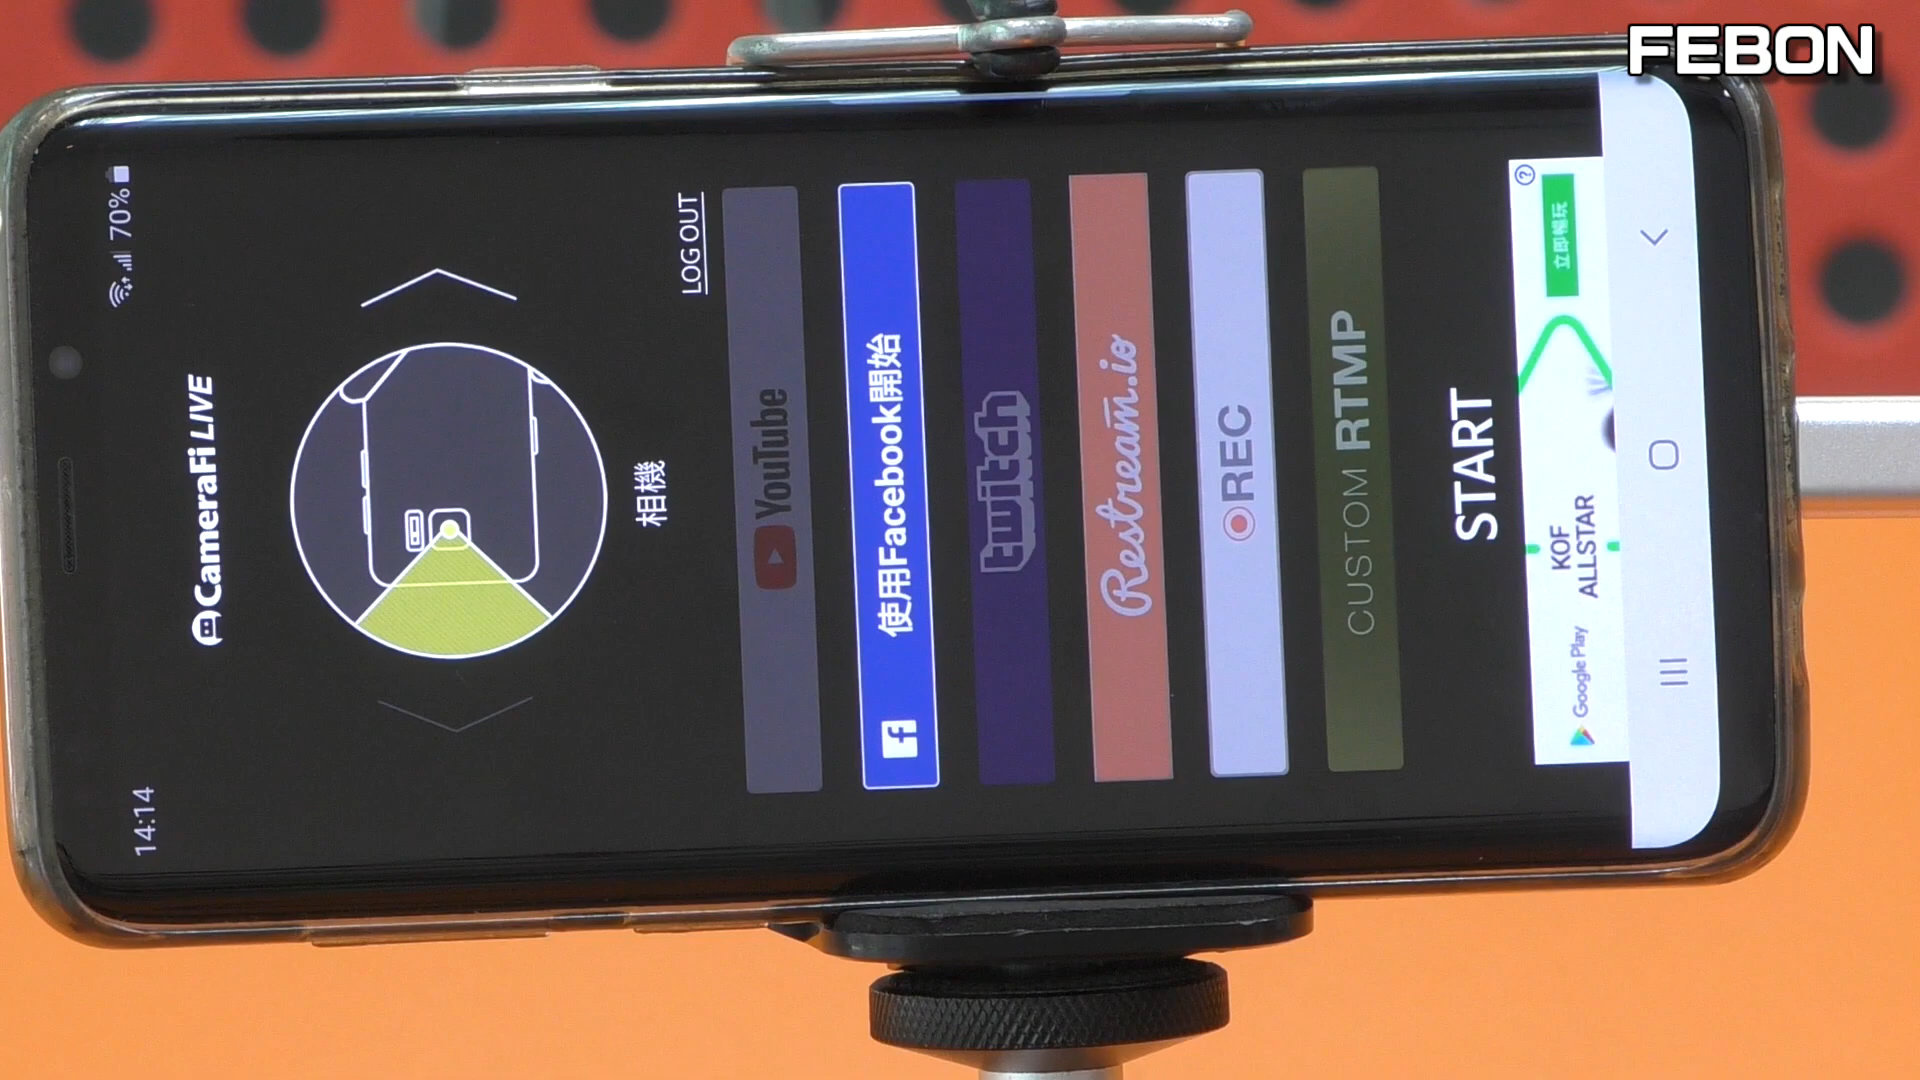 FEBON
14:14
70%
CameraFi LIVE
相機
LOG OUT
YouTube
使用Facebook開始
twitch
Restream.io
REC
CUSTOM RTMP
START
Google Play
KOF
ALLSTAR
立即暢玩